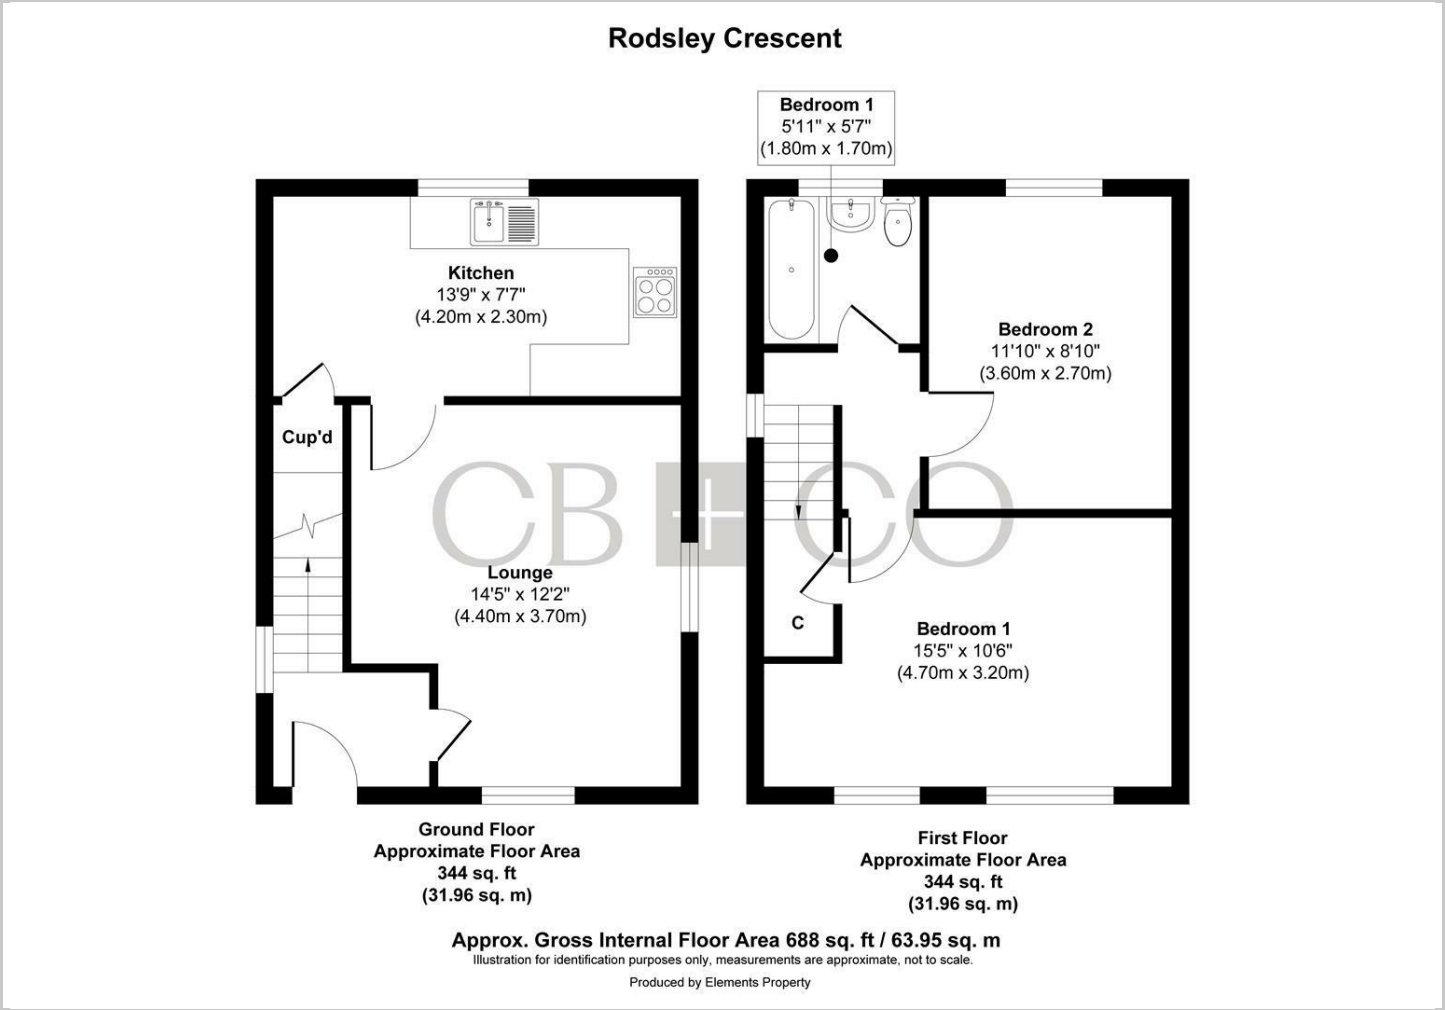 Rodsley Crescent
Bedroom 1
5'11" x 5'7"
(1.80m x 1.70m)
Kitchen
13'9" x 7'7"
(4.20m x 2.30m)
Cup'd
Lounge
14'5" x 12'2"
(4.40m x 3.70m)
Bedroom 2
11'10" x 8'10"
(3.60m x 2.70m)
CB+CO
C
Bedroom 1
15'5" x 10'6"
(4.70m x 3.20m)
Ground Floor
Approximate Floor Area
344 sq. ft
(31.96 sq. m)
First Floor
Approximate Floor Area
344 sq. ft
(31.96 sq. m)
Approx. Gross Internal Floor Area 688 sq. ft / 63.95 sq. m
Illustration for identification purposes only, measurements are approximate, not to scale.
Produced by Elements Property